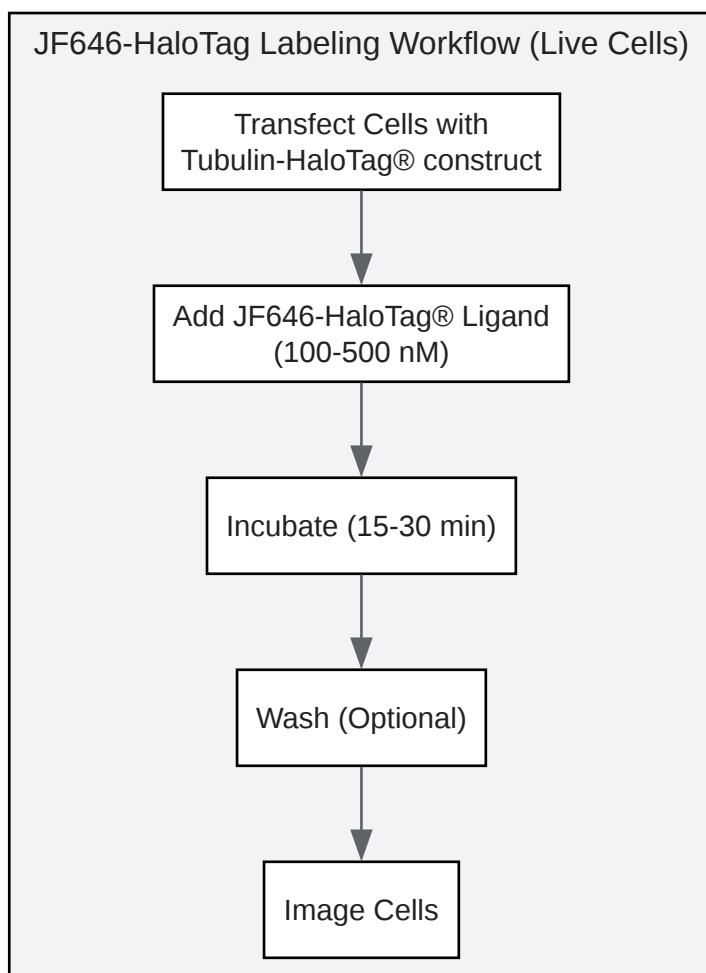 JF646-HaloTag Labeling Workflow (Live Cells)
Transfect Cells with
Tubulin-HaloTag® construct
Add JF646-HaloTag® Ligand
(100-500 nM)
Incubate (15-30 min)
Wash (Optional)
Image Cells